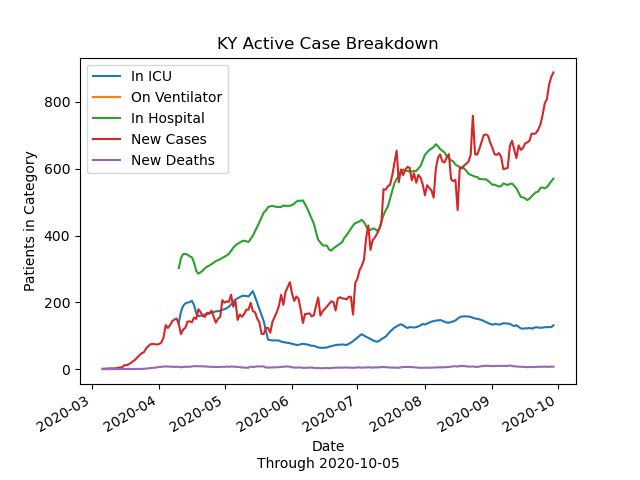 KY Active Case Breakdown
In ICU
On Ventilator
In Hospital
New Cases
New Deaths
Patients in Category
800
600
400
200
0
2020-03
2020-04
2020-05
2020-06
2020-07
2020-08
2020-09
2020-10
Date
Through 2020-10-05